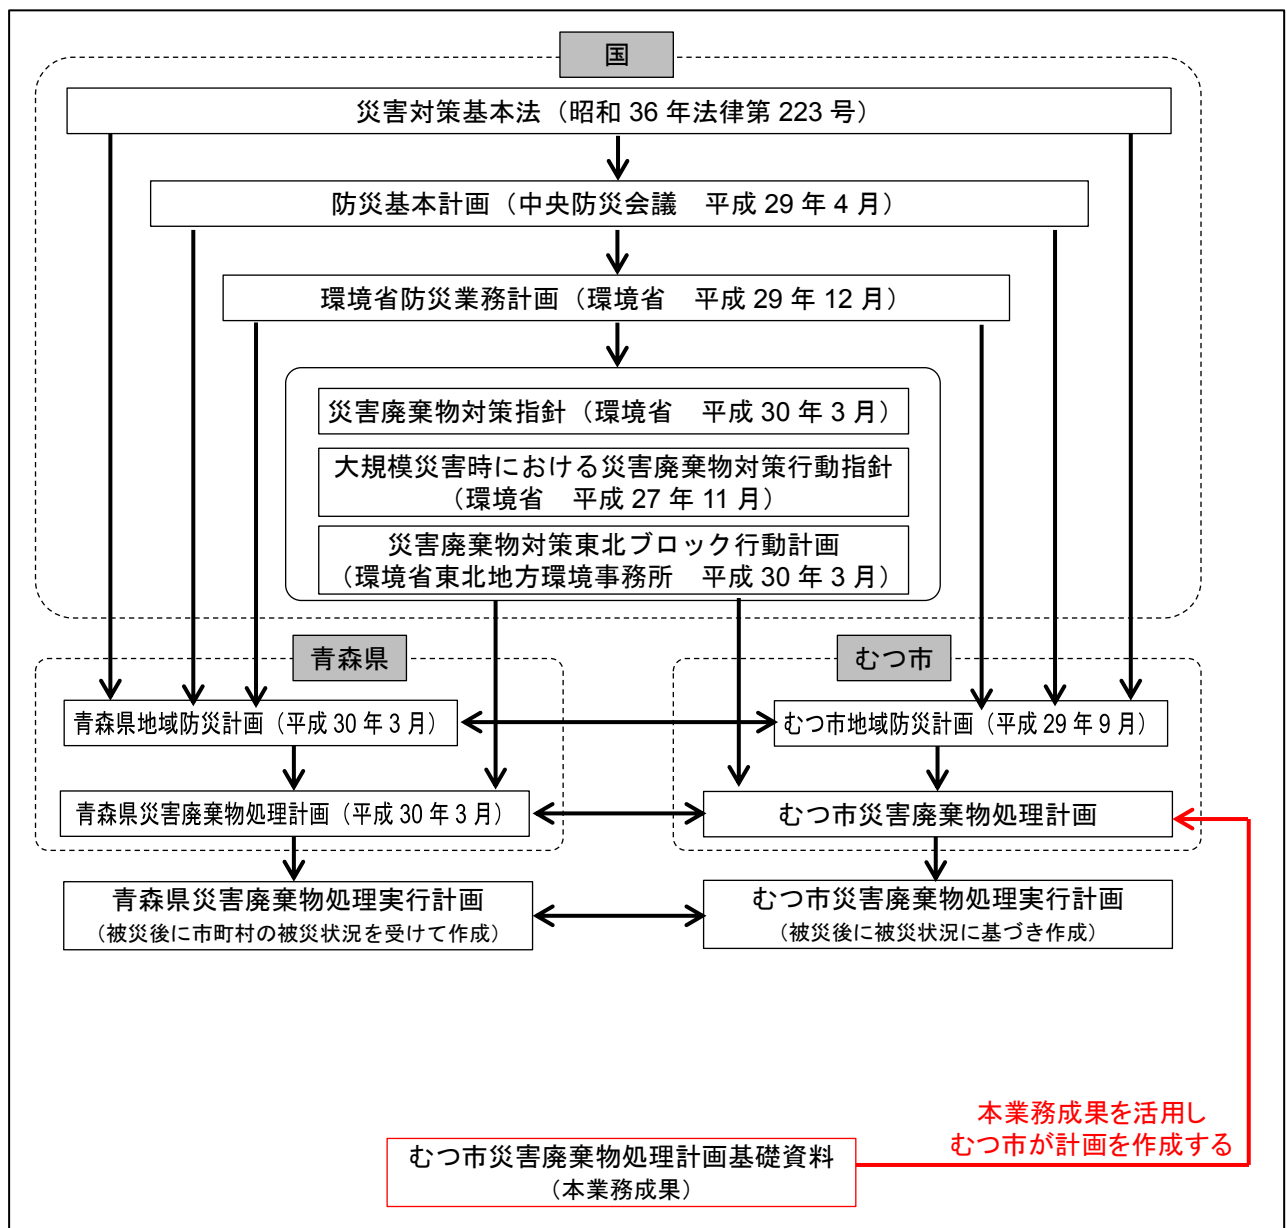 国
災害対策基本法（昭和 36 年法律第 223 号）
防災基本計画（中央防災会議　平成 29 年 4 月）
環境省防災業務計画（環境省　平成 29 年 12 月）
災害廃棄物対策指針（環境省　平成 30 年 3 月）
大規模災害時における災害廃棄物対策行動指針
（環境省　平成 27 年 11 月）
災害廃棄物対策東北ブロック行動計画
（環境省東北地方環境事務所　平成 30 年 3 月）
青森県
むつ市
青森県地域防災計画（平成 30 年 3 月）
むつ市地域防災計画（平成 29 年 9 月）
青森県災害廃棄物処理計画（平成 30 年 3 月）
むつ市災害廃棄物処理計画
青森県災害廃棄物処理実行計画
（被災後に市町村の被災状況を受けて作成）
むつ市災害廃棄物処理実行計画
（被災後に被災状況に基づき作成）
本業務成果を活用し
むつ市が計画を作成する
むつ市災害廃棄物処理計画基礎資料
（本業務成果）